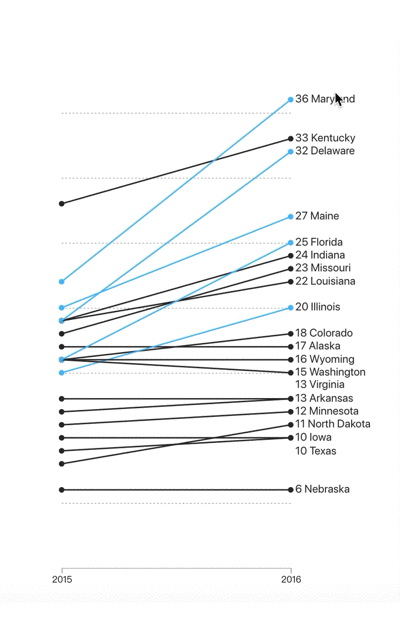 36 Maryland
33 Kentucky
32 Delaware
27 Maine
25 Florida
24 Indiana
23 Missouri
22 Louisiana
20 Illinois
18 Colorado
17 Alaska
16 Wyoming
15 Washington
13 Virginia
13 Arkansas
12 Minnesota
11 North Dakota
10 Iowa
10 Texas
6 Nebraska
2015 2016